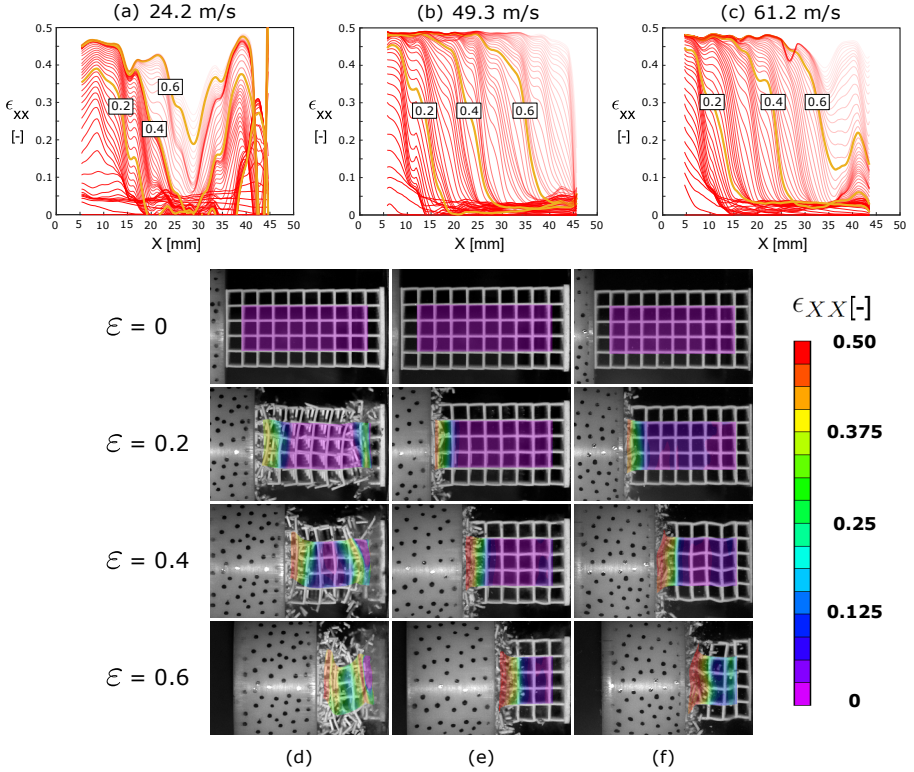 (a) 24.2 m/s
(b) 49.3 m/s
(c) 61.2 m/s
0.5
0.4
0.3
0.2
0.1
0
ϵxx
[-]
0.2
0.4
0.6
0 5 10 15 20 25 30 35 40 45 50
X [mm]
0.5
0.4
0.3
0.2
0.1
0
ϵxx
[-]
0.2
0.4
0.6
0 5 10 15 20 25 30 35 40 45 50
X [mm]
0.5
0.4
0.3
0.2
0.1
0
ϵxx
[-]
0.2
0.4
0.6
0 5 10 15 20 25 30 35 40 45 50
X [mm]
ℰ = 0
ℰ = 0.2
ℰ = 0.4
ℰ = 0.6
(d)
(e)
(f)
ϵXX[-]
0.50
0.375
0.25
0.125
0